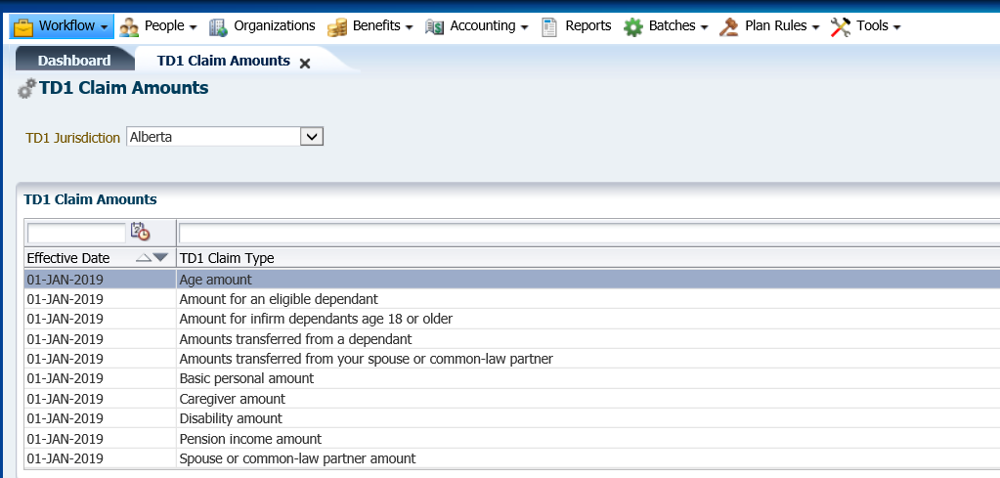 Workflow People Organizations Benefits Accounting Reports Batches Plan Rules Tools
Dashboard TD1 Claim Amounts
TD1 Claim Amounts
TD1 Jurisdiction Alberta
TD1 Claim Amounts
Effective Date TD1 Claim Type
01-JAN-2019 Age amount
01-JAN-2019 Amount for an eligible dependant
01-JAN-2019 Amount for infirm dependants age 18 or older
01-JAN-2019 Amounts transferred from a dependant
01-JAN-2019 Amounts transferred from your spouse or common-law partner
01-JAN-2019 Basic personal amount
01-JAN-2019 Caregiver amount
01-JAN-2019 Disability amount
01-JAN-2019 Pension income amount
01-JAN-2019 Spouse or common-law partner amount